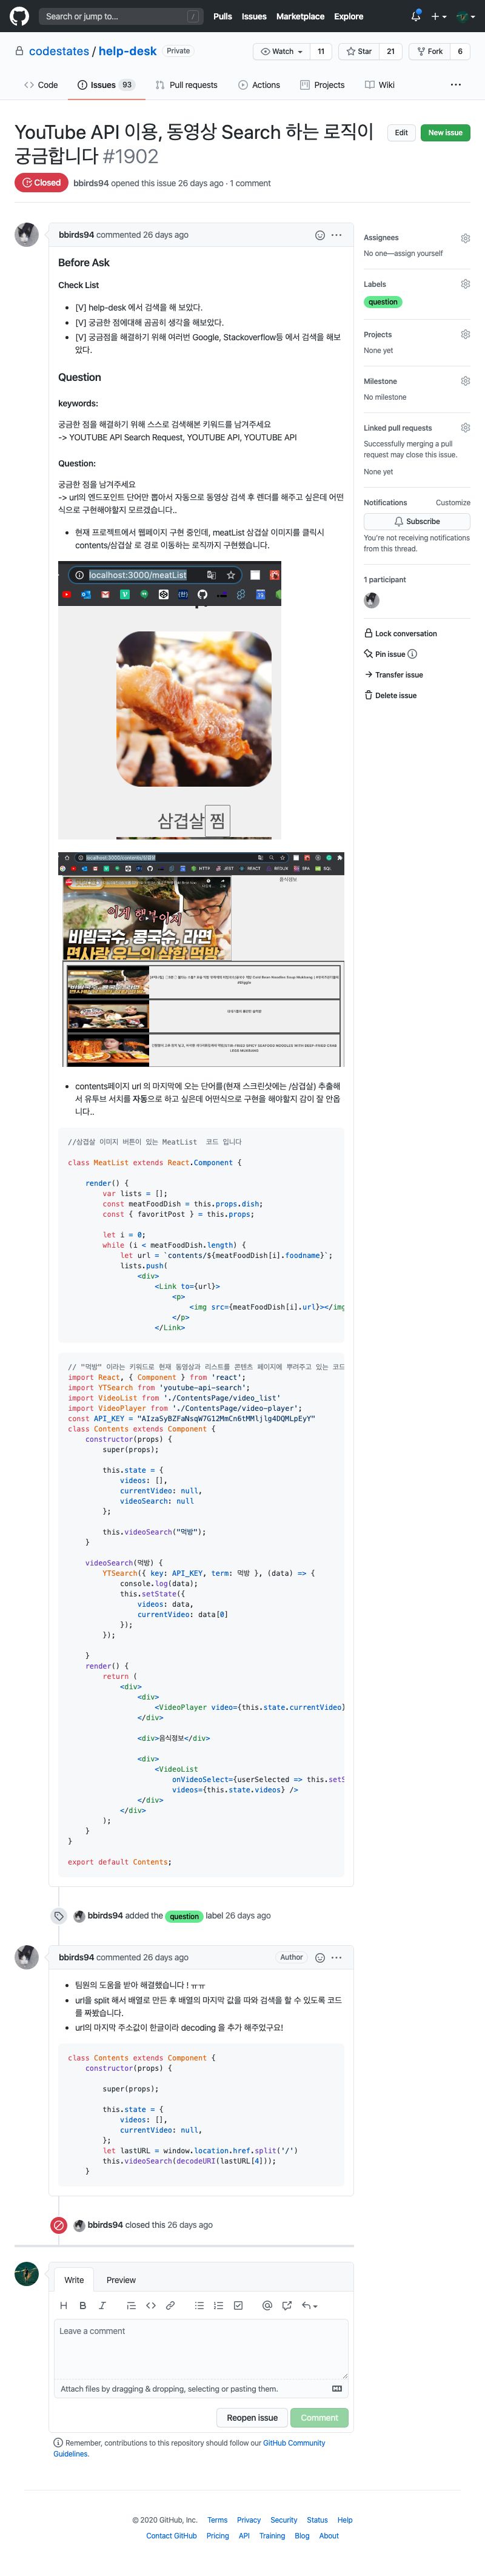 Search or jump to...
/
Pulls Issues Marketplace Explore
codestates / help-desk Private
Watch 11 Star 21 Fork 6
Code Issues 93 Pull requests Actions Projects Wiki
YouTube API 이용, 동영상 Search 하는 로직이
궁금합니다 #1902
Edit New issue
Closed bbirds94 opened this issue 26 days ago · 1 comment
bbirds94 commented 26 days ago
Before Ask
Check List
[V] help-desk 에서 검색을 해 보았다.
[V] 궁금한 점에대해 곰곰히 생각을 해보았다.
[V] 궁금점을 해결하기 위해 여러번 Google, Stackoverflow등 에서 검색을 해보
았다.
Question
keywords:
궁금한 점을 해결하기 위해 스스로 검색해본 키워드를 남겨주세요
-> YOUTUBE API Search Request, YOUTUBE API, YOUTUBE API
Question:
궁금한 점을 남겨주세요
-> url의 엔드포인트 단어만 뽑아서 자동으로 동영상 검색 후 렌더를 해주고 싶은데 어떤
식으로 구현해야할지 모르겠습니다..
현재 프로젝트에서 웹페이지 구현 중인데, meatList 삼겹살 이미지를 클릭시
contents/삼겹살 로 경로 이동하는 로직까지 구현했습니다.
localhost:3000/meatList
삼겹살 찜
이게 행복이지
비빔국수, 콩국수, 라면
면사랑 유느님의 삼합 먹방
음식정보
contents페이지 url 의 마지막에 오는 단어를(현재 스크린샷에는 /삼겹살) 추출해
서 유투브 서치를 자동으로 하고 싶은데 어떤식으로 구현을 해야할지 감이 잘 안옵
니다..
//삼겹살 이미지 버튼이 있는 MeatList 코드 입니다
class MeatList extends React.Component {
render() {
var lists = [];
const meatFoodDish = this.props.dish;
const { favoritPost } = this.props;
let i = 0;
while (i < meatFoodDish.length) {
let url = `contents/${meatFoodDish[i].foodname}`;
lists.push(
<div>
<Link to={url}>
<p>
<img src={meatFoodDish[i].url}></img
</p>
</Link>
// "먹방" 이라는 키워드로 현재 동영상과 리스트를 콘텐츠 페이지에 뿌려주고 있는 코드
import React, { Component } from 'react';
import YTSearch from 'youtube-api-search';
import VideoList from './ContentsPage/video_list'
import VideoPlayer from './ContentsPage/video-player';
const API_KEY = "AIzaSyBZFaNsqW7G12MmCn6tMMljlg4DQMLpEyY"
class Contents extends Component {
constructor(props) {
super(props);
this.state = {
videos: [],
currentVideo: null,
videoSearch: null
};
this.videoSearch("먹방");
}
videoSearch(먹방) {
YTSearch({ key: API_KEY, term: 먹방 }, (data) => {
console.log(data);
this.setState({
videos: data,
currentVideo: data[0]
});
});
}
render() {
return (
<div>
<div>
<VideoPlayer video={this.state.currentVideo}
</div>
<div>음식정보</div>
<div>
<VideoList
onVideoSelect={userSelected => this.setS
videos={this.state.videos} />
</div>
</div>
);
}
}
export default Contents;
bbirds94 added the question label 26 days ago
bbirds94 commented 26 days ago Author
팀원의 도움을 받아 해결했습니다 ! ㅠㅠ
url을 split 해서 배열로 만든 후 배열의 마지막 값을 따와 검색을 할 수 있도록 코드
를 짜봤습니다.
url의 마지막 주소값이 한글이라 decoding 을 추가 해주었구요!
class Contents extends Component {
constructor(props) {
super(props);
this.state = {
videos: [],
currentVideo: null,
};
let lastURL = window.location.href.split('/')
this.videoSearch(decodeURI(lastURL[4]));
}
bbirds94 closed this 26 days ago
Write Preview
Leave a comment
Attach files by dragging & dropping, selecting or pasting them.
Reopen issue Comment
Remember, contributions to this repository should follow our GitHub Community
Guidelines.
Assignees
No one—assign yourself
Labels
question
Projects
None yet
Milestone
No milestone
Linked pull requests
Successfully merging a pull
request may close this issue.
None yet
Notifications Customize
Subscribe
You're not receiving notifications
from this thread.
1 participant
Lock conversation
Pin issue
Transfer issue
Delete issue
© 2020 GitHub, Inc. Terms Privacy Security Status Help
Contact GitHub Pricing API Training Blog About